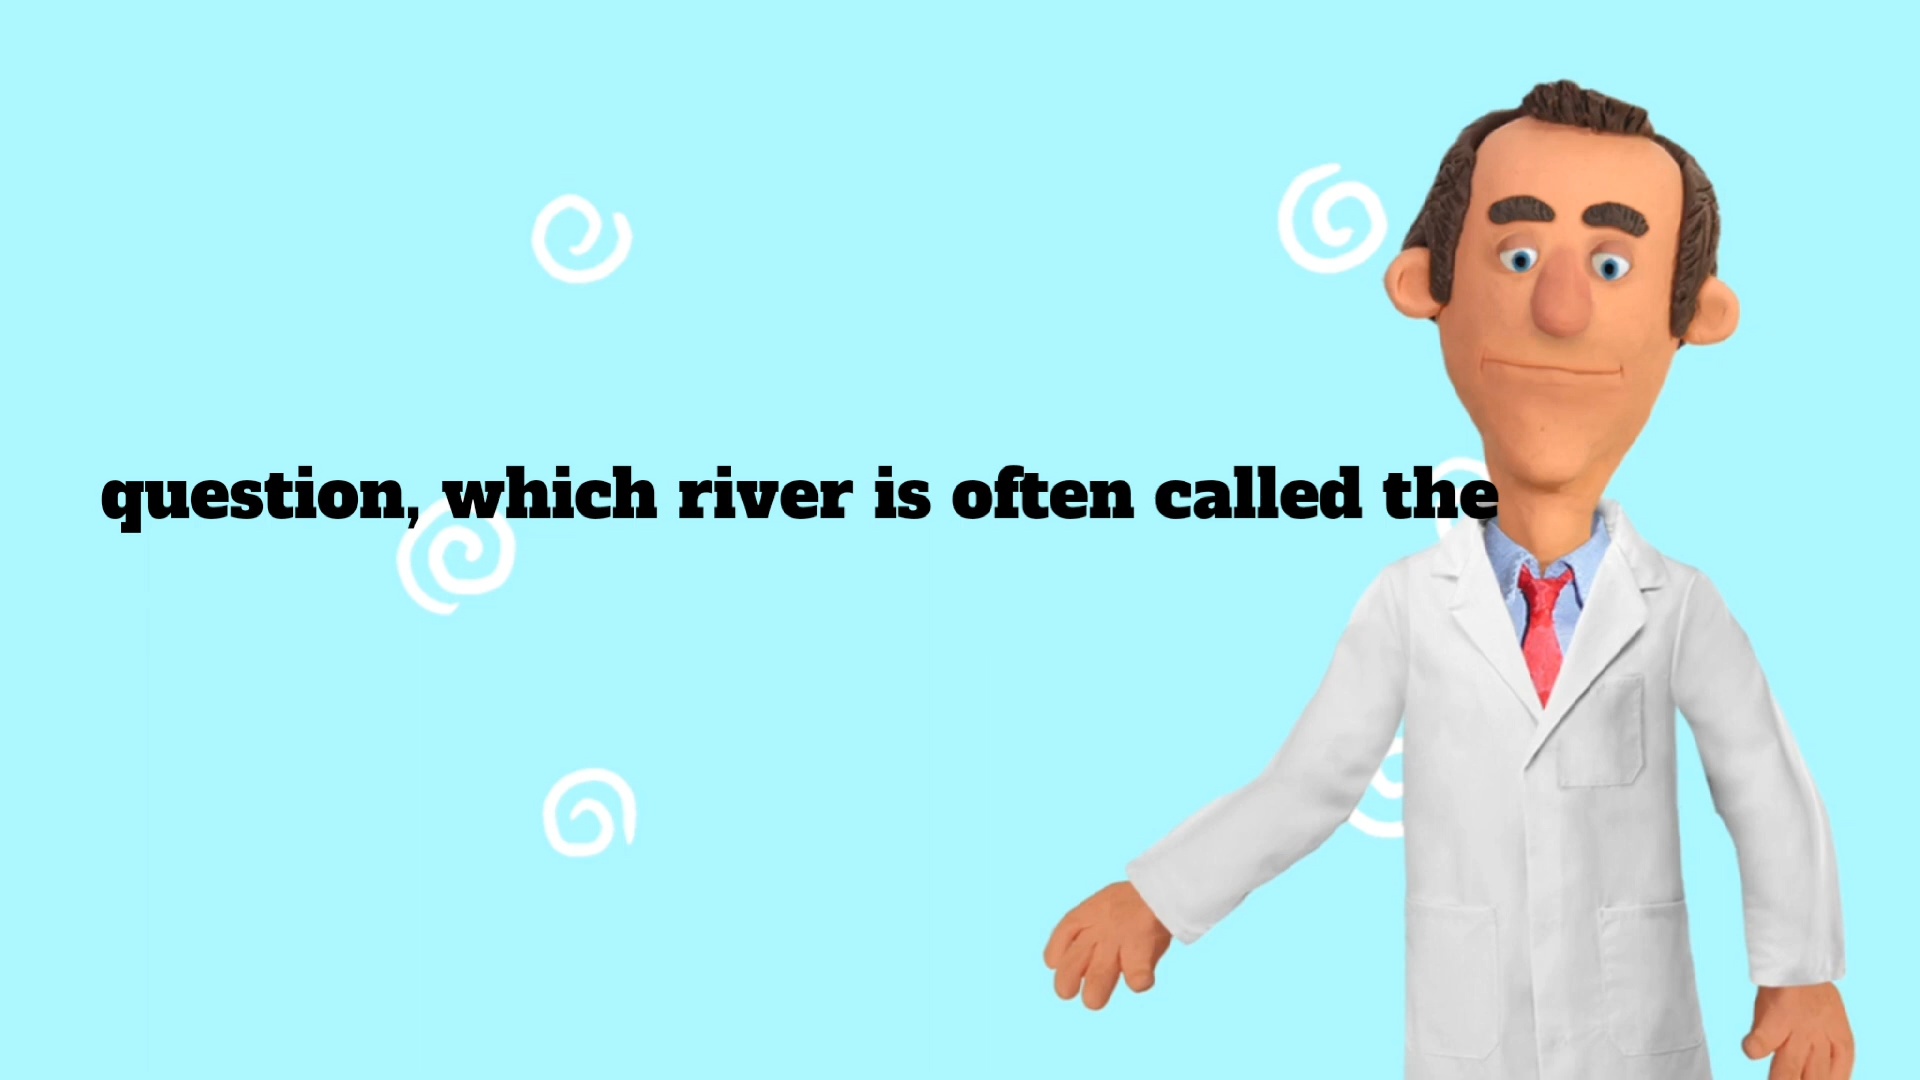 question, which river is often called the